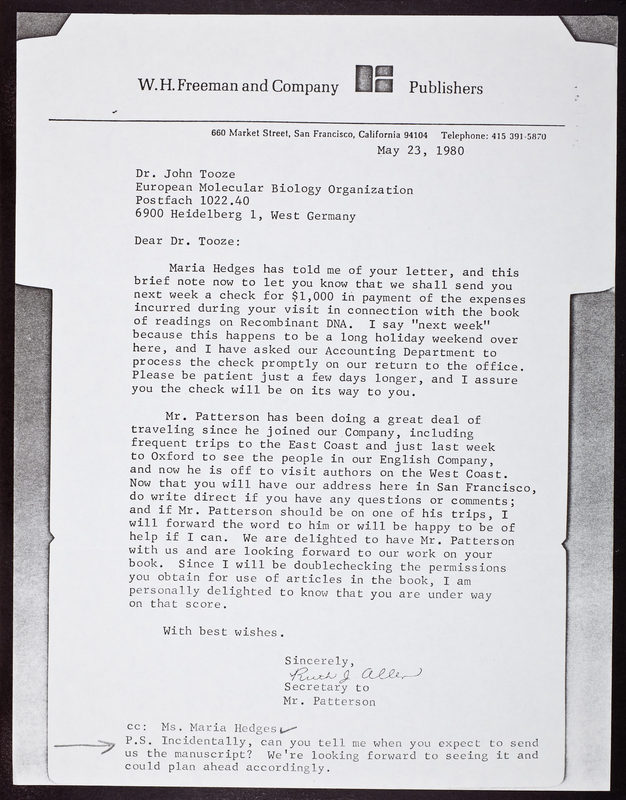 W.H. Freeman and Company Publishers
660 Market Street, San Francisco, California 94104 Telephone: 415 391-5870
May 23, 1980
Dr. John Tooze
European Molecular Biology Organization
Postfach 1022.40
6900 Heidelberg 1, West Germany
Dear Dr. Tooze:
Maria Hedges has told me of your letter, and this
brief note now to let you know that we shall send you
next week a check for $1,000 in payment of the expenses
incurred during your visit in connection with the book
of readings on Recombinant DNA. I say "next week"
because this happens to be a long holiday weekend over
here, and I have asked our Accounting Department to
process the check promptly on our return to the office.
Please be patient just a few days longer, and I assure
you the check will be on its way to you.
Mr. Patterson has been doing a great deal of
traveling since he joined our Company, including
frequent trips to the East Coast and just last week
to Oxford to see the people in our English Company,
and now he is off to visit authors on the West Coast.
Now that you will have our address here in San Francisco,
do write direct if you have any questions or comments;
and if Mr. Patterson should be on one of his trips, I
will forward the word to him or will be happy to be of
help if I can. We are delighted to have Mr. Patterson
with us and are looking forward to our work on your
book. Since I will be doublechecking the permissions
you obtain for use of articles in the book, I am
personally delighted to know that you are under way
on that score.
With best wishes.
Sincerely,
Ruth J Allen
Secretary to
Mr. Patterson
cc: Ms. Maria Hedges
P.S. Incidentally, can you tell me when you expect to send
us the manuscript? We're looking forward to seeing it and
could plan ahead accordingly.